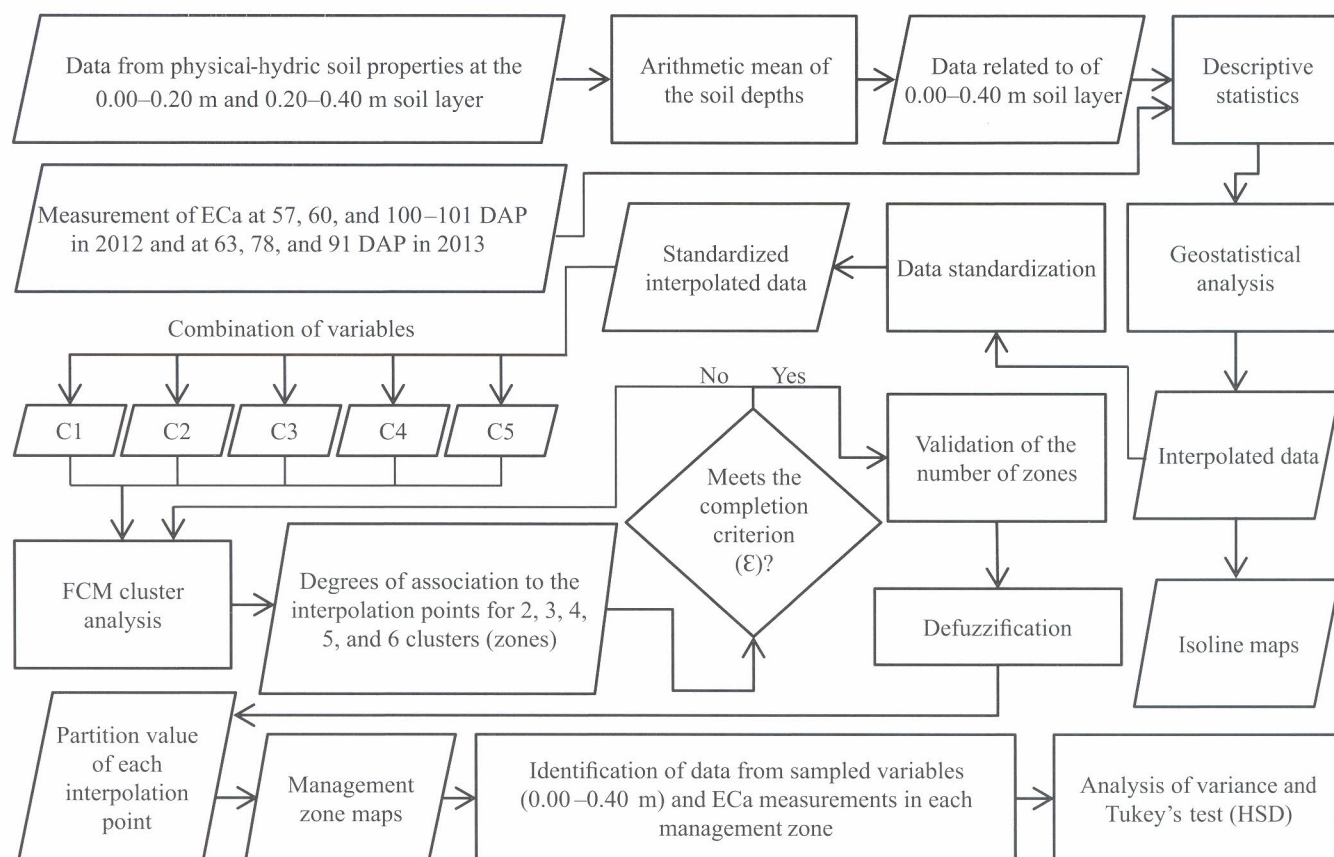 Data from physical-hydric soil properties at the
0.00–0.20 m and 0.20–0.40 m soil layer
Arithmetic mean of
the soil depths
Data related to of
0.00–0.40 m soil layer
Descriptive
statistics
Measurement of ECa at 57, 60, and 100–101 DAP
in 2012 and at 63, 78, and 91 DAP in 2013
Standardized
interpolated data
Data standardization
Geostatistical
analysis
Combination of variables
No
Yes
C1
C2
C3
C4
C5
Meets the
completion
criterion
(Ɛ)?
Validation of the
number of zones
Interpolated data
FCM cluster
analysis
Degrees of association to the
interpolation points for 2, 3, 4,
5, and 6 clusters (zones)
Defuzzification
Isoline maps
Partition value
of each
interpolation
point
Management
zone maps
Identification of data from sampled variables
(0.00–0.40 m) and ECa measurements in each
management zone
Analysis of variance and
Tukey's test (HSD)